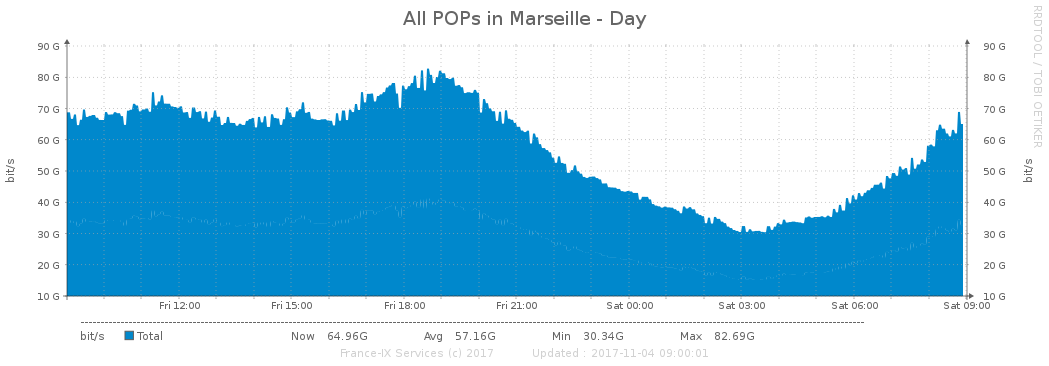 All POPs in Marseille - Day
RRDTOOL / TOBI OETIKER
bit/s
bit/s
90 G 90 G
80 G 80 G
70 G 70 G
60 G 60 G
50 G 50 G
40 G 40 G
30 G 30 G
20 G 20 G
10 G 10 G
Fri 12:00 Fri 15:00 Fri 18:00 Fri 21:00 Sat 00:00 Sat 03:00 Sat 06:00 Sat 09:00
bit/s Total Now 64.96G Avg 57.16G Min 30.34G Max 82.69G
France-IX Services (c) 2017 Updated : 2017-11-04 09:00:01